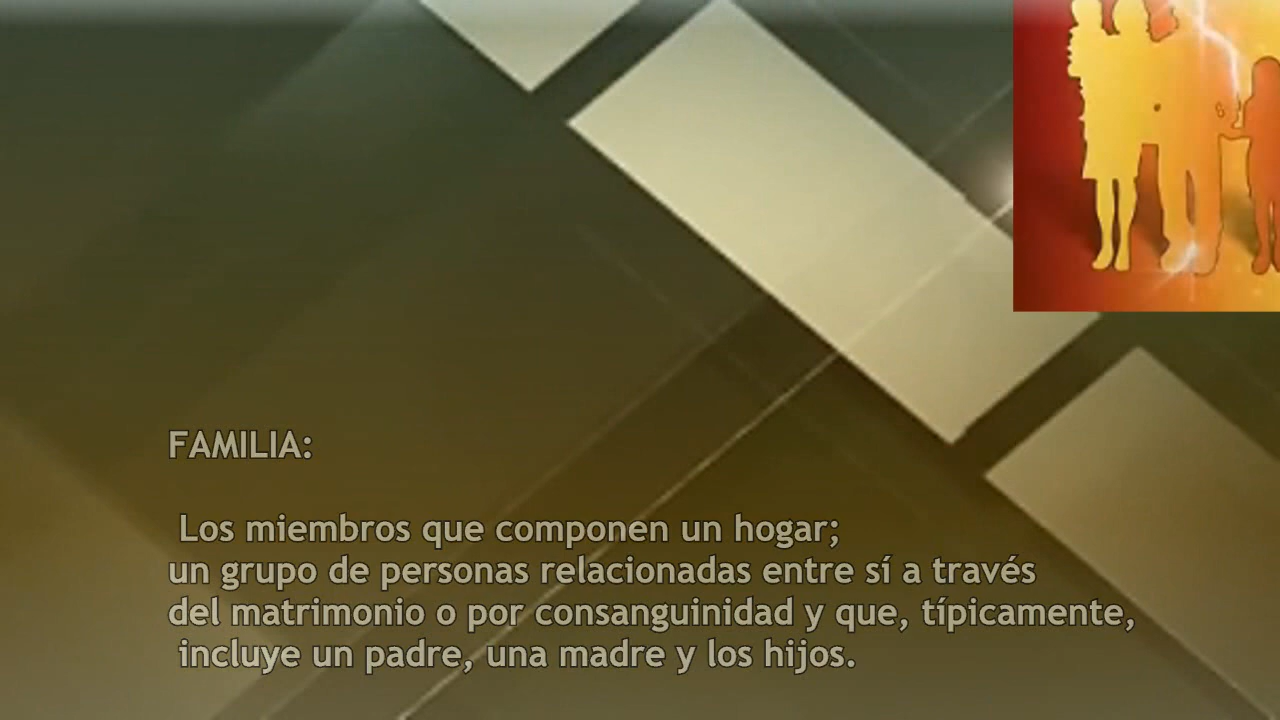 FAMILIA:
Los miembros que componen un hogar;
un grupo de personas relacionadas entre sí a través
del matrimonio o por consanguinidad y que, típicamente,
incluye un padre, una madre y los hijos.